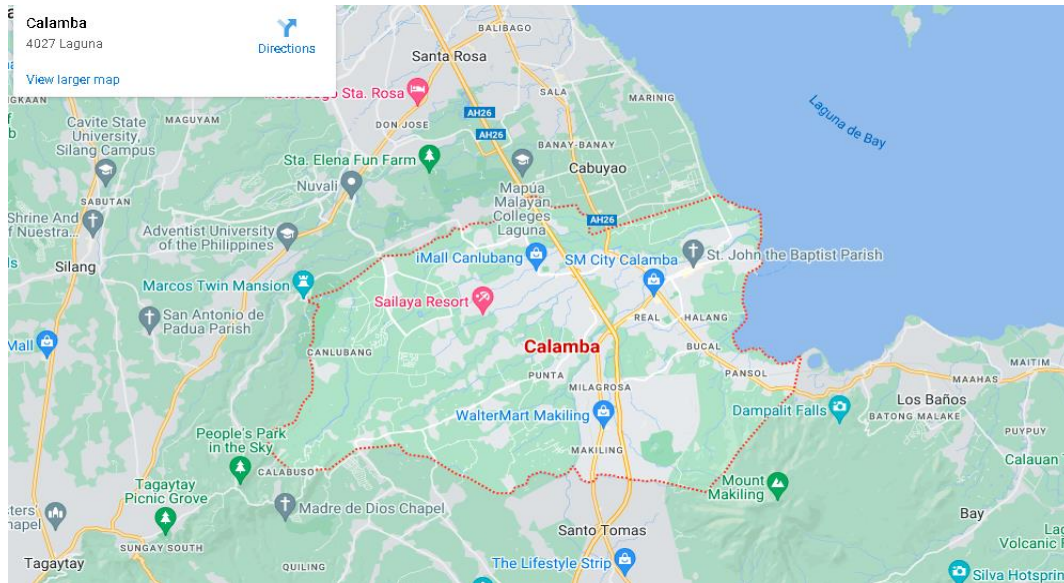 Calamba
4027 Laguna
Directions
View larger map
BALIBAGO
Santa Rosa
Sta. Rosa
SALA
MARINIG
AH26
Laguna de Bay
MAGUYAM
DON JOSE
AH26
Cavite State
University,
Silang Campus
BANAY-BANAY
Sta. Elena Fun Farm
Cabuyao
Nuvali
Mapúa
Malayan
Colleges
Laguna
SABUTAN
Shrine And
of Nuestra...
AH26
Adventist University
of the Philippines
iMall Canlubang
SM City Calamba
St. John the Baptist Parish
Silang
Marcos Twin Mansion
Sailaya Resort
San Antonio de
Padua Parish
REAL
HALANG
Mall
Calamba
BUCAL
CANLUBANG
PUNTA
PANSOL
MAITIM
MAAHAS
MILAGROSA
Los Baños
WalterMart Makiling
Dampalit Falls
BATONG MALAKE
People's Park
in the Sky
PUYPUY
MAKILING
Calauan
CALABUSO
Tagaytay
Picnic Grove
Mount
Makiling
Madre de Dios Chapel
Bay
Santo Tomas
SUNGAY SOUTH
Volcanic
Tagaytay
QUILING
The Lifestyle Strip
Silva Hotspring